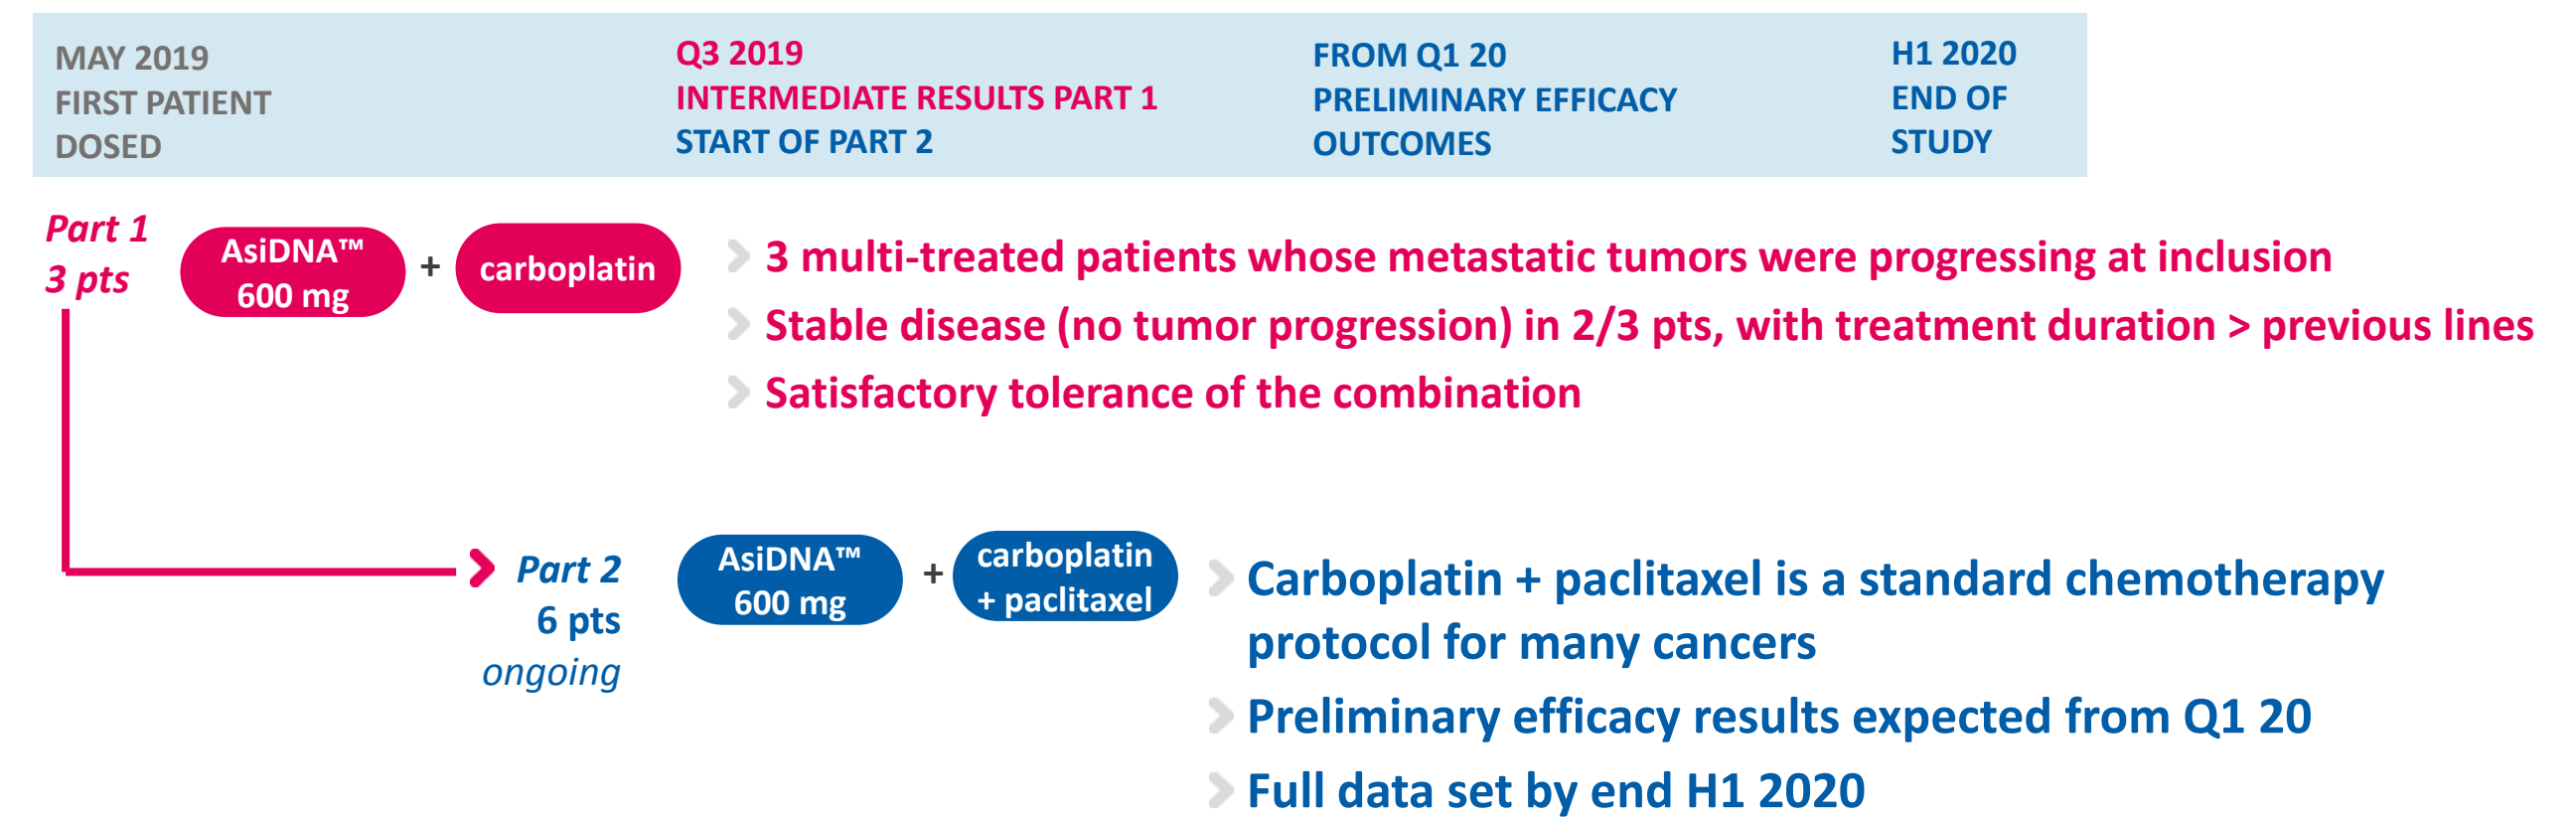 MAY 2019
FIRST PATIENT
DOSED
Q3 2019
INTERMEDIATE RESULTS PART 1
START OF PART 2
FROM Q1 20
PRELIMINARY EFFICACY
OUTCOMES
H1 2020
END OF
STUDY
Part 1
3 pts
AsiDNA™
600 mg
+
carboplatin
3 multi-treated patients whose metastatic tumors were progressing at inclusion
Stable disease (no tumor progression) in 2/3 pts, with treatment duration > previous lines
Satisfactory tolerance of the combination
Part 2
6 pts
ongoing
AsiDNA™
600 mg
+
carboplatin
+ paclitaxel
Carboplatin + paclitaxel is a standard chemotherapy
protocol for many cancers
Preliminary efficacy results expected from Q1 20
Full data set by end H1 2020